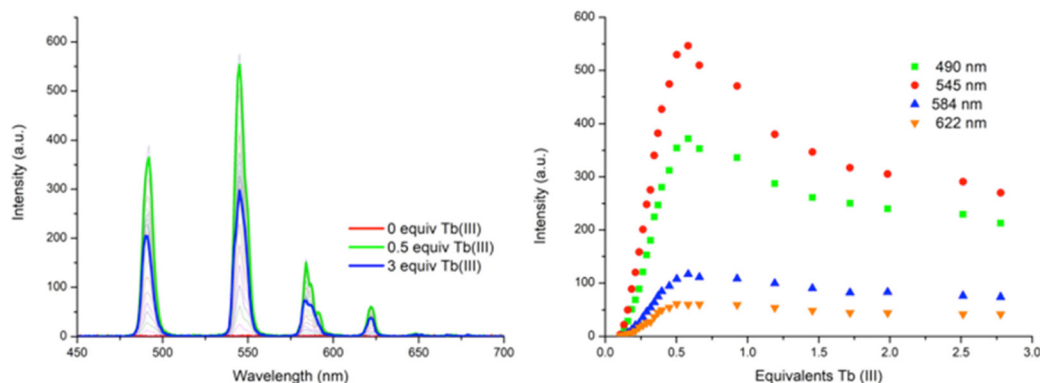 600
500
400
300
200
100
0
Intensity (a.u.)
0 equiv Tb(III)
0.5 equiv Tb(III)
3 equiv Tb(III)
450
500
550
600
650
700
Wavelength (nm)
600
500
400
300
200
100
0
Intensity (a.u.)
490 nm
545 nm
584 nm
622 nm
0.0
0.5
1.0
1.5
2.0
2.5
3.0
Equivalents Tb (III)